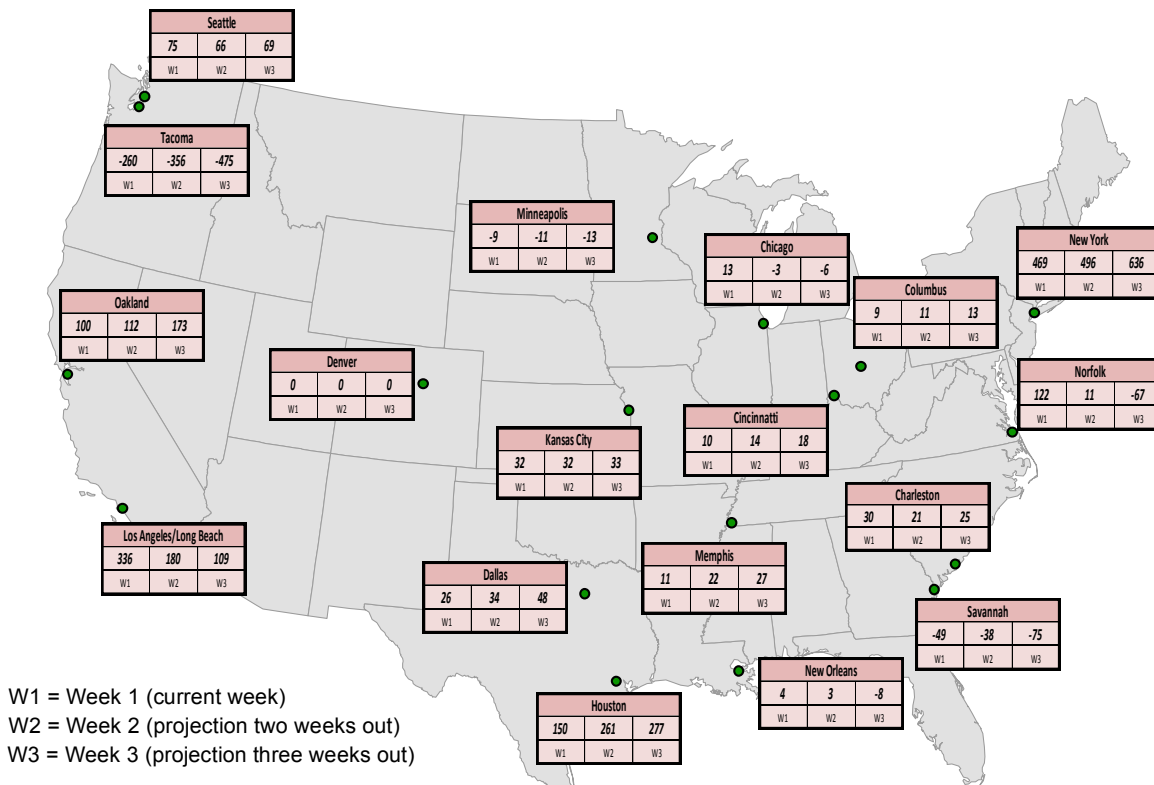 Seattle
75 66 69
W1 W2 W3
Tacoma
-260 -356 -475
W1 W2 W3
Minneapolis
-9 -11 -13
W1 W2 W3
Chicago
13 -3 -6
W1 W2 W3
New York
469 496 636
W1 W2 W3
Columbus
9 11 13
W1 W2 W3
Oakland
100 112 173
W1 W2 W3
Denver
0 0 0
W1 W2 W3
Norfolk
122 11 -67
W1 W2 W3
Cincinnatti
10 14 18
W1 W2 W3
Kansas City
32 32 33
W1 W2 W3
Charleston
30 21 25
W1 W2 W3
Los Angeles/Long Beach
336 180 109
W1 W2 W3
Memphis
11 22 27
W1 W2 W3
Dallas
26 34 48
W1 W2 W3
Savannah
-49 -38 -75
W1 W2 W3
New Orleans
4 3 -8
W1 W2 W3
Houston
150 261 277
W1 W2 W3
W1 = Week 1 (current week)
W2 = Week 2 (projection two weeks out)
W3 = Week 3 (projection three weeks out)